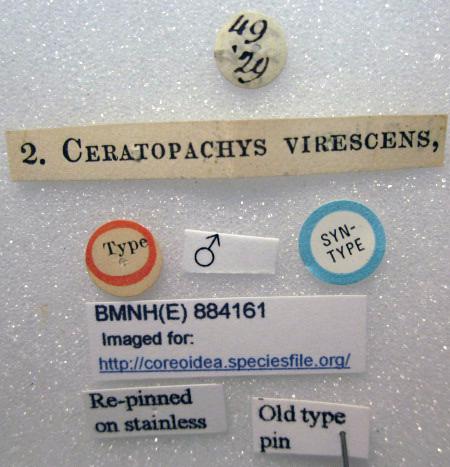 49
29
2. CERATOPACHYS VIRESCENS,
Type
♂
SYN-
TYPE
BMNH(E) 884161
Imaged for:
http://coreoidea.speciesfile.org/
Re-pinned
on stainless
Old type
pin